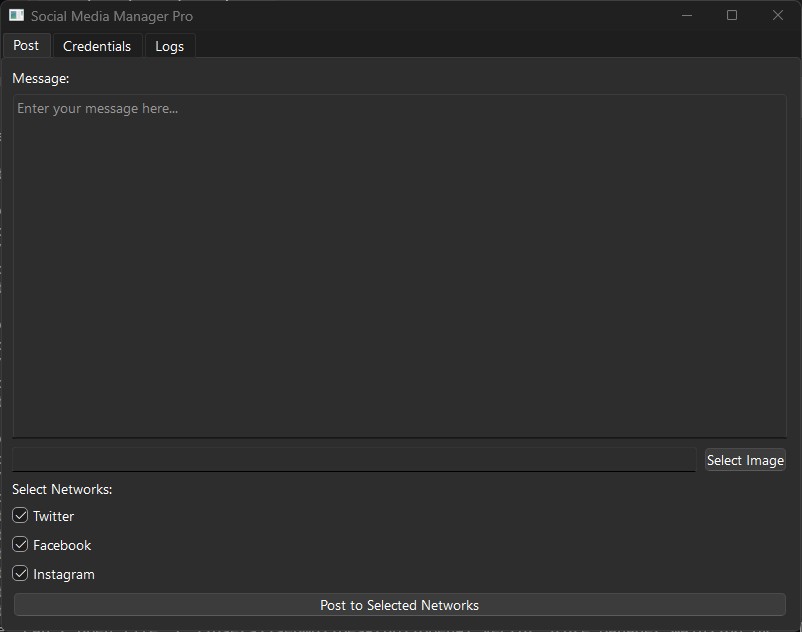 Social Media Manager Pro
Post Credentials Logs
Message:
Enter your message here...
Select Image
Select Networks:
Twitter
Facebook
Instagram
Post to Selected Networks